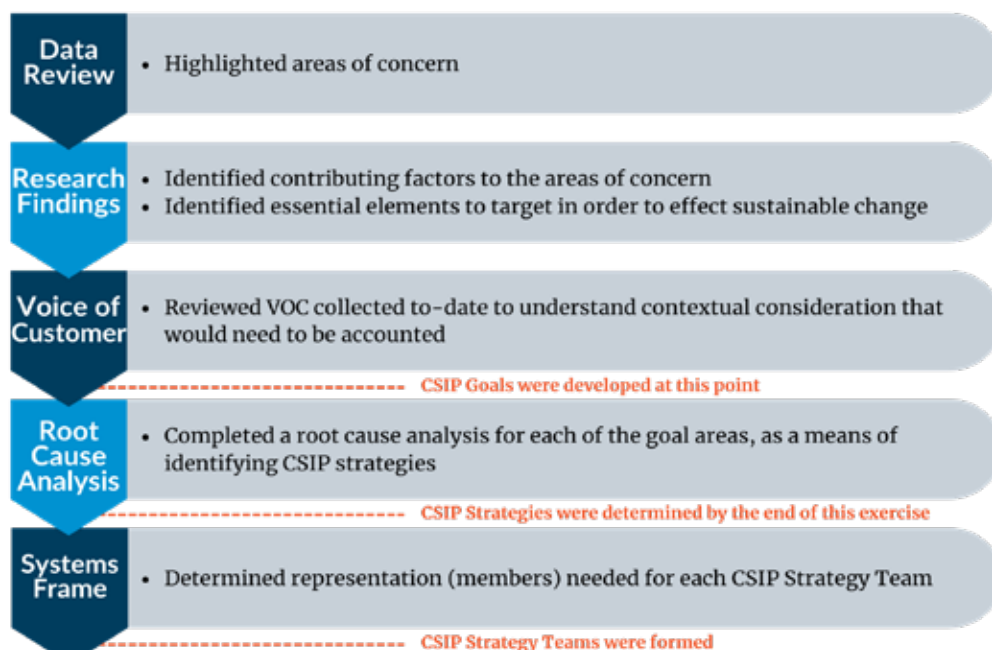 Data
Review
• Highlighted areas of concern
Research
Findings
• Identified contributing factors to the areas of concern
• Identified essential elements to target in order to effect sustainable change
Voice of
Customer
• Reviewed VOC collected to-date to understand contextual consideration that
would need to be accounted
CSIP Goals were developed at this point
Root
Cause
Analysis
• Completed a root cause analysis for each of the goal areas, as a means of
identifying CSIP strategies
CSIP Strategies were determined by the end of this exercise
Systems
Frame
• Determined representation (members) needed for each CSIP Strategy Team
CSIP Strategy Teams were formed